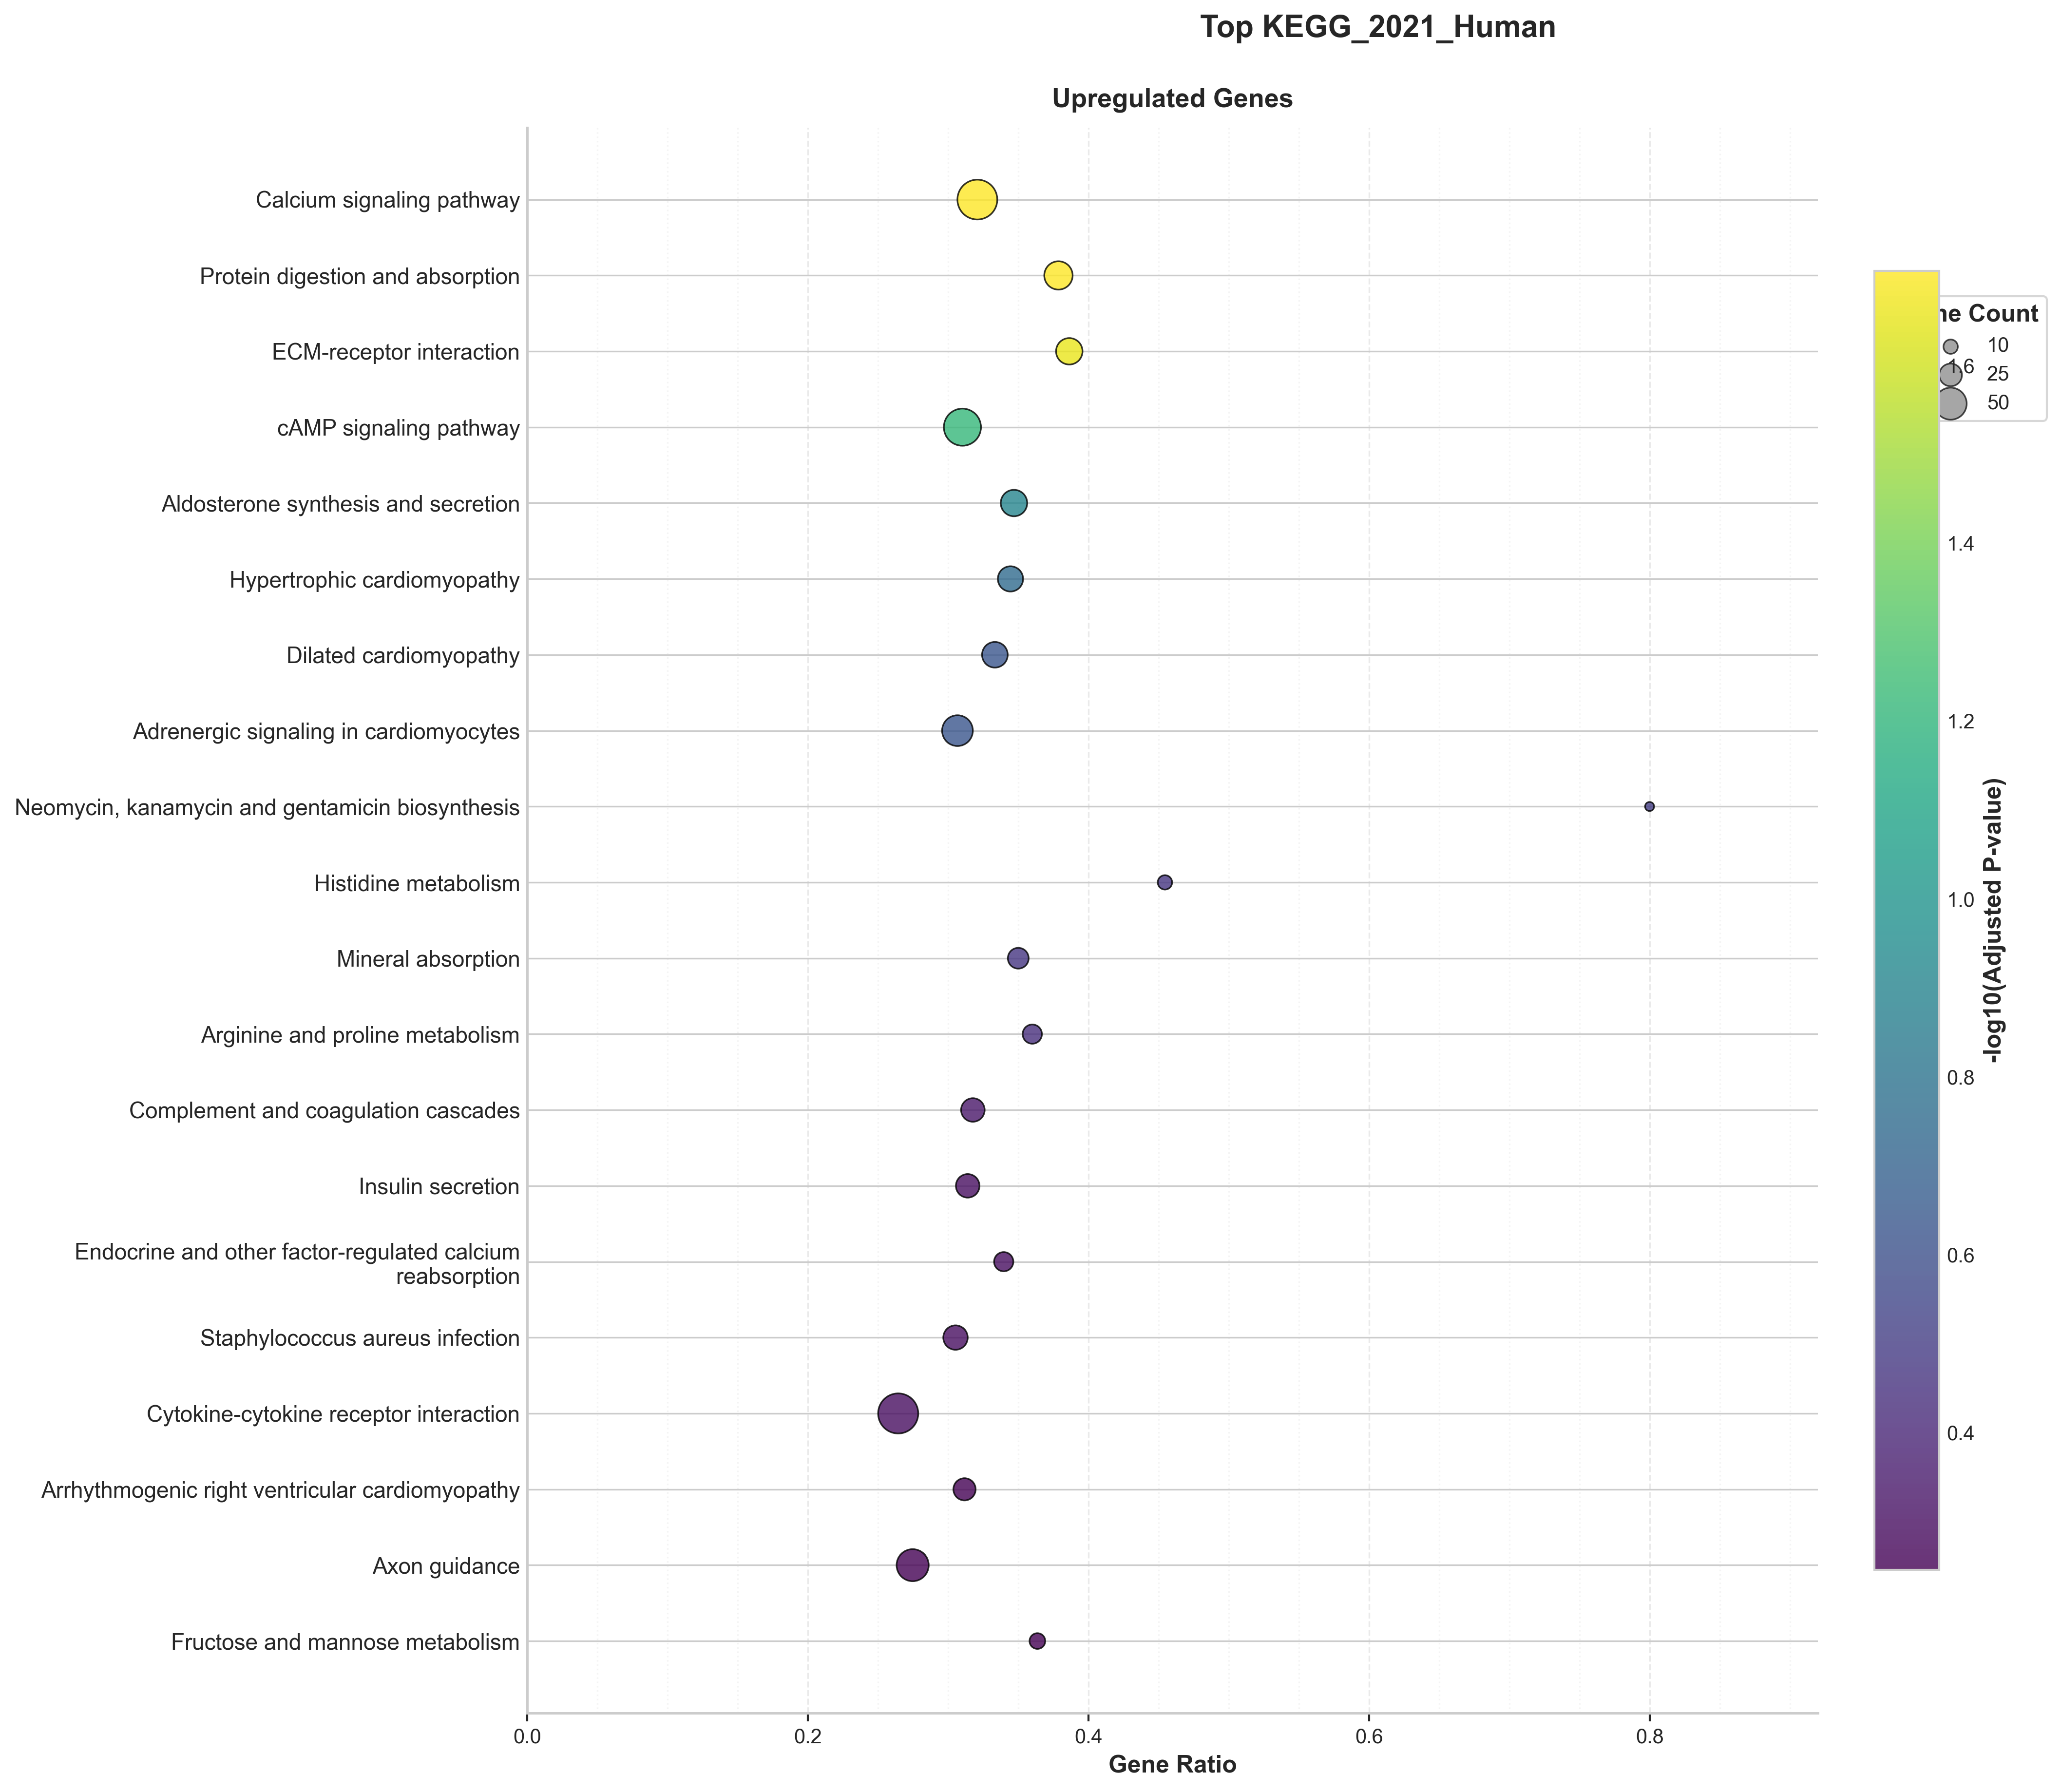 Top KEGG_2021_Human
Upregulated Genes
Calcium signaling pathway
Protein digestion and absorption
ECM-receptor interaction
cAMP signaling pathway
Aldosterone synthesis and secretion
Hypertrophic cardiomyopathy
Dilated cardiomyopathy
Adrenergic signaling in cardiomyocytes
Neomycin, kanamycin and gentamicin biosynthesis
Histidine metabolism
Mineral absorption
Arginine and proline metabolism
Complement and coagulation cascades
Insulin secretion
Endocrine and other factor-regulated calcium
reabsorption
Staphylococcus aureus infection
Cytokine-cytokine receptor interaction
Arrhythmogenic right ventricular cardiomyopathy
Axon guidance
Fructose and mannose metabolism
0.0 0.2 0.4 0.6 0.8
Gene Ratio
Count
10
25
50
1.6
1.4
1.2
1.0
0.8
0.6
0.4
-log10(Adjusted P-value)